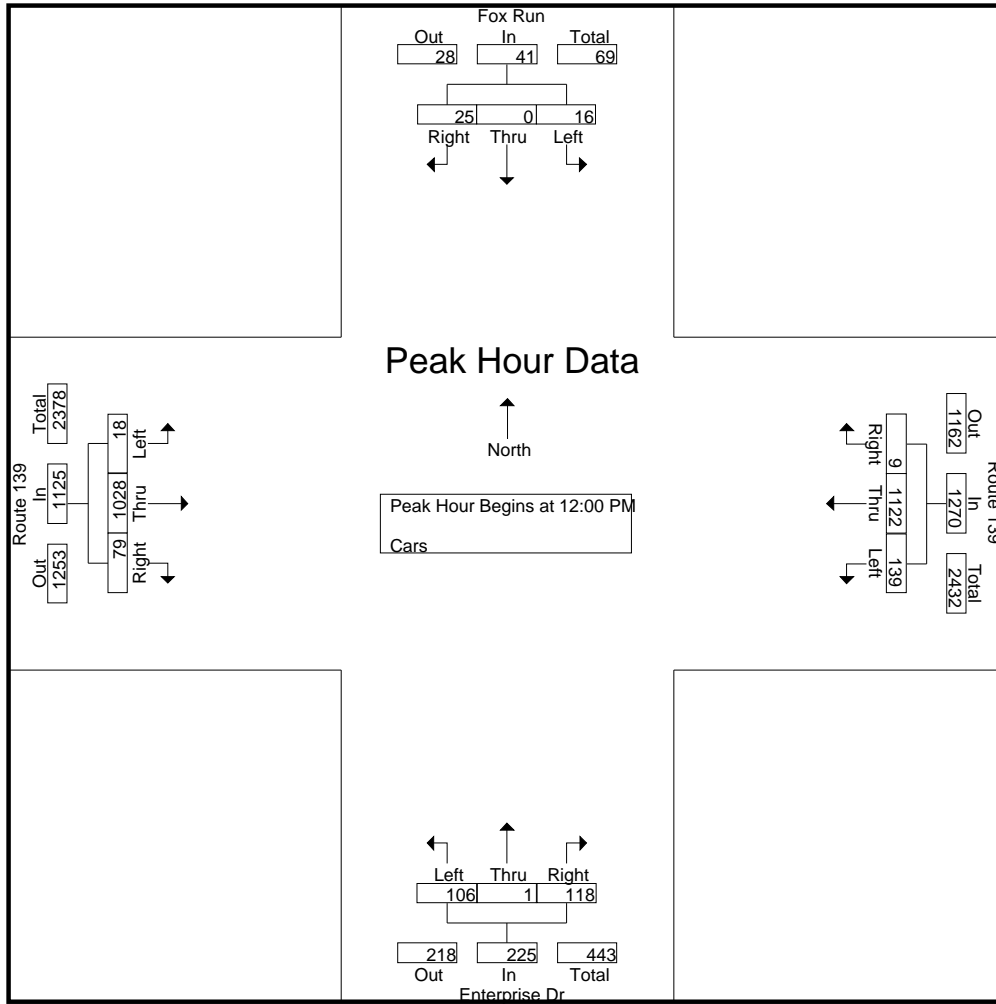 Fox Run
Out In Total
28 41 69
25 0 16
Right Thru Left
Peak Hour Data
North
Peak Hour Begins at 12:00 PM
Cars
Route 139
Total In Out
2378 1125 1253
18 1028 79
Left Thru Right
Right Thru Left
9 1122 139
Out In Total
1162 1270 2432
Route 139
Left Thru Right
106 1 118
218 225 443
Out In Total
Enterprise Dr